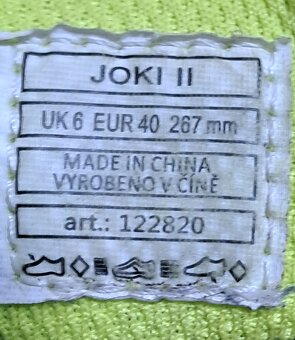 JOKI II
UK 6 EUR 40 267 mm
MADE IN CHINA
VYROBENO V ČÍNĚ
art.: 122820